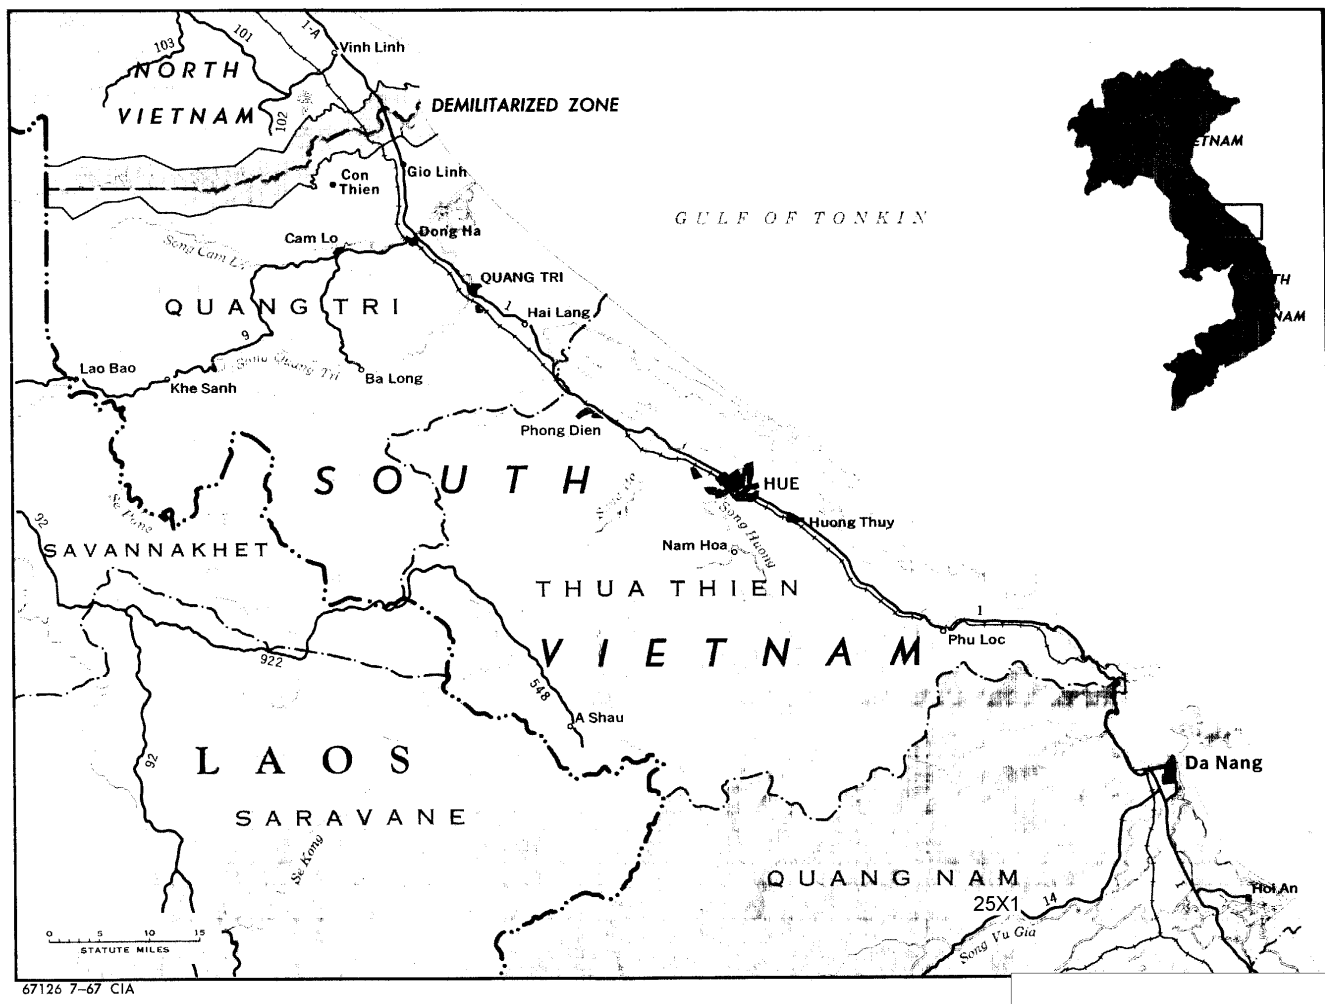 1-A
101
103
Vinh Linh
NORTH
VIETNAM
102
DEMILITARIZED ZONE
ETNAM
Con
Thien
Gio Linh
GULF OF TONKIN
Dong Ha
Cam Lo
Song Cam Lo
QUANG TRI
QUANG TRI
1
Hai Lang
TH
NAM
9
Song Quang Tri
Lao Bao
Khe Sanh
Ba Long
Phong Dien
SOUTH
HUE
Se Pone
92
Song Huong
Huong Thuy
SAVANNAKHET
Nam Hoa
THUA THIEN
1
Phu Loc
VIETNAM
922
548
A Shau
92
LAOS
Da Nang
SARAVANE
Se Kong
QUANG NAM
25X1
14
1
Hoi An
Song Vu Gia
0 5 10 15
STATUTE MILES
67126 7-67 CIA